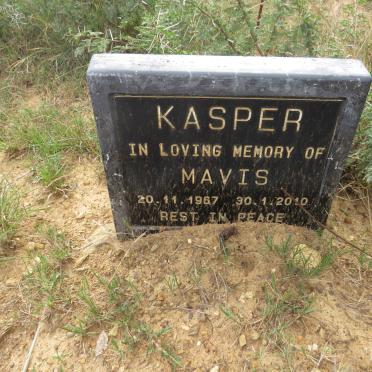 KASPER
IN LOVING MEMORY OF
MAVIS
20.11.1967 30.1.2010
REST IN PEACE